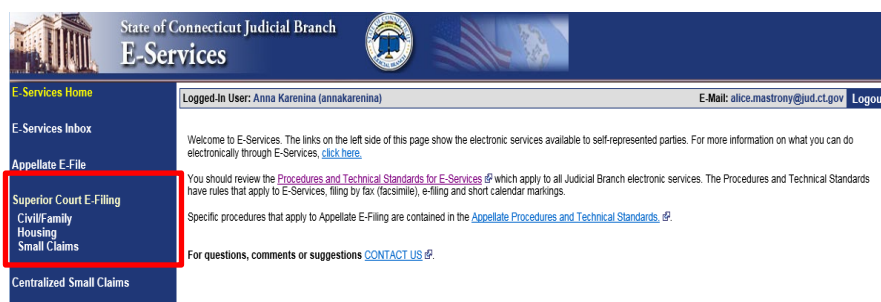 State of Connecticut Judicial Branch
E-Services
E-Services Home
Logged-In User: Anna Karenina (annakarenina) E-Mail: alice.mastrony@jud.ct.gov Logou
E-Services Inbox
Welcome to E-Services. The links on the left side of this page show the electronic services available to self-represented parties. For more information on what you can do
electronically through E-Services, click here.
Appellate E-File
You should review the Procedures and Technical Standards for E-Services which apply to all Judicial Branch electronic services. The Procedures and Technical Standards
have rules that apply to E-Services, filing by fax (facsimile), e-filing and short calendar markings.
Superior Court E-Filing
Civil/Family
Housing
Small Claims
Specific procedures that apply to Appellate E-Filing are contained in the Appellate Procedures and Technical Standards. .
For questions, comments or suggestions CONTACT US .
Centralized Small Claims